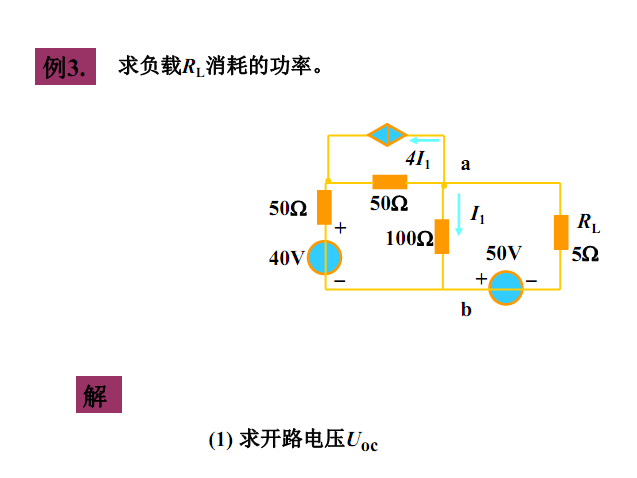 例3.
求负载RL消耗的功率。
4I1
a
50Ω
50Ω
I1
+
100Ω
RL
40V
50V
5Ω
+
–
–
b
解
(1) 求开路电压Uoc